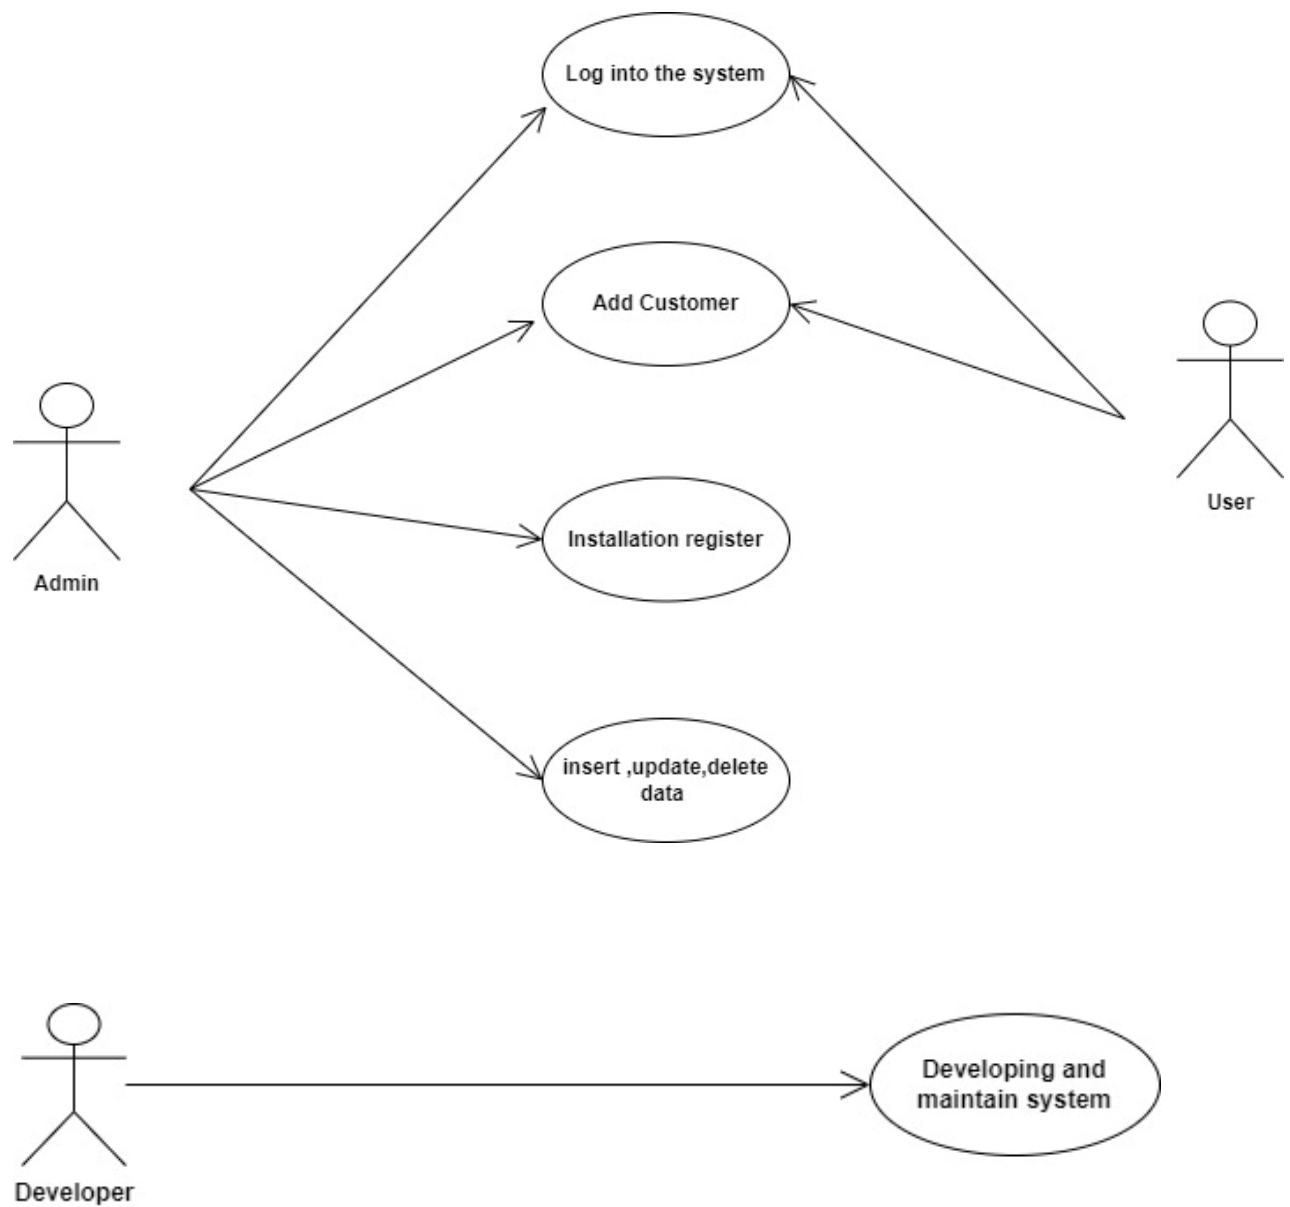 Log into the system
Add Customer
User
Installation register
Admin
insert ,update,delete
data
Developing and
maintain system
Developer